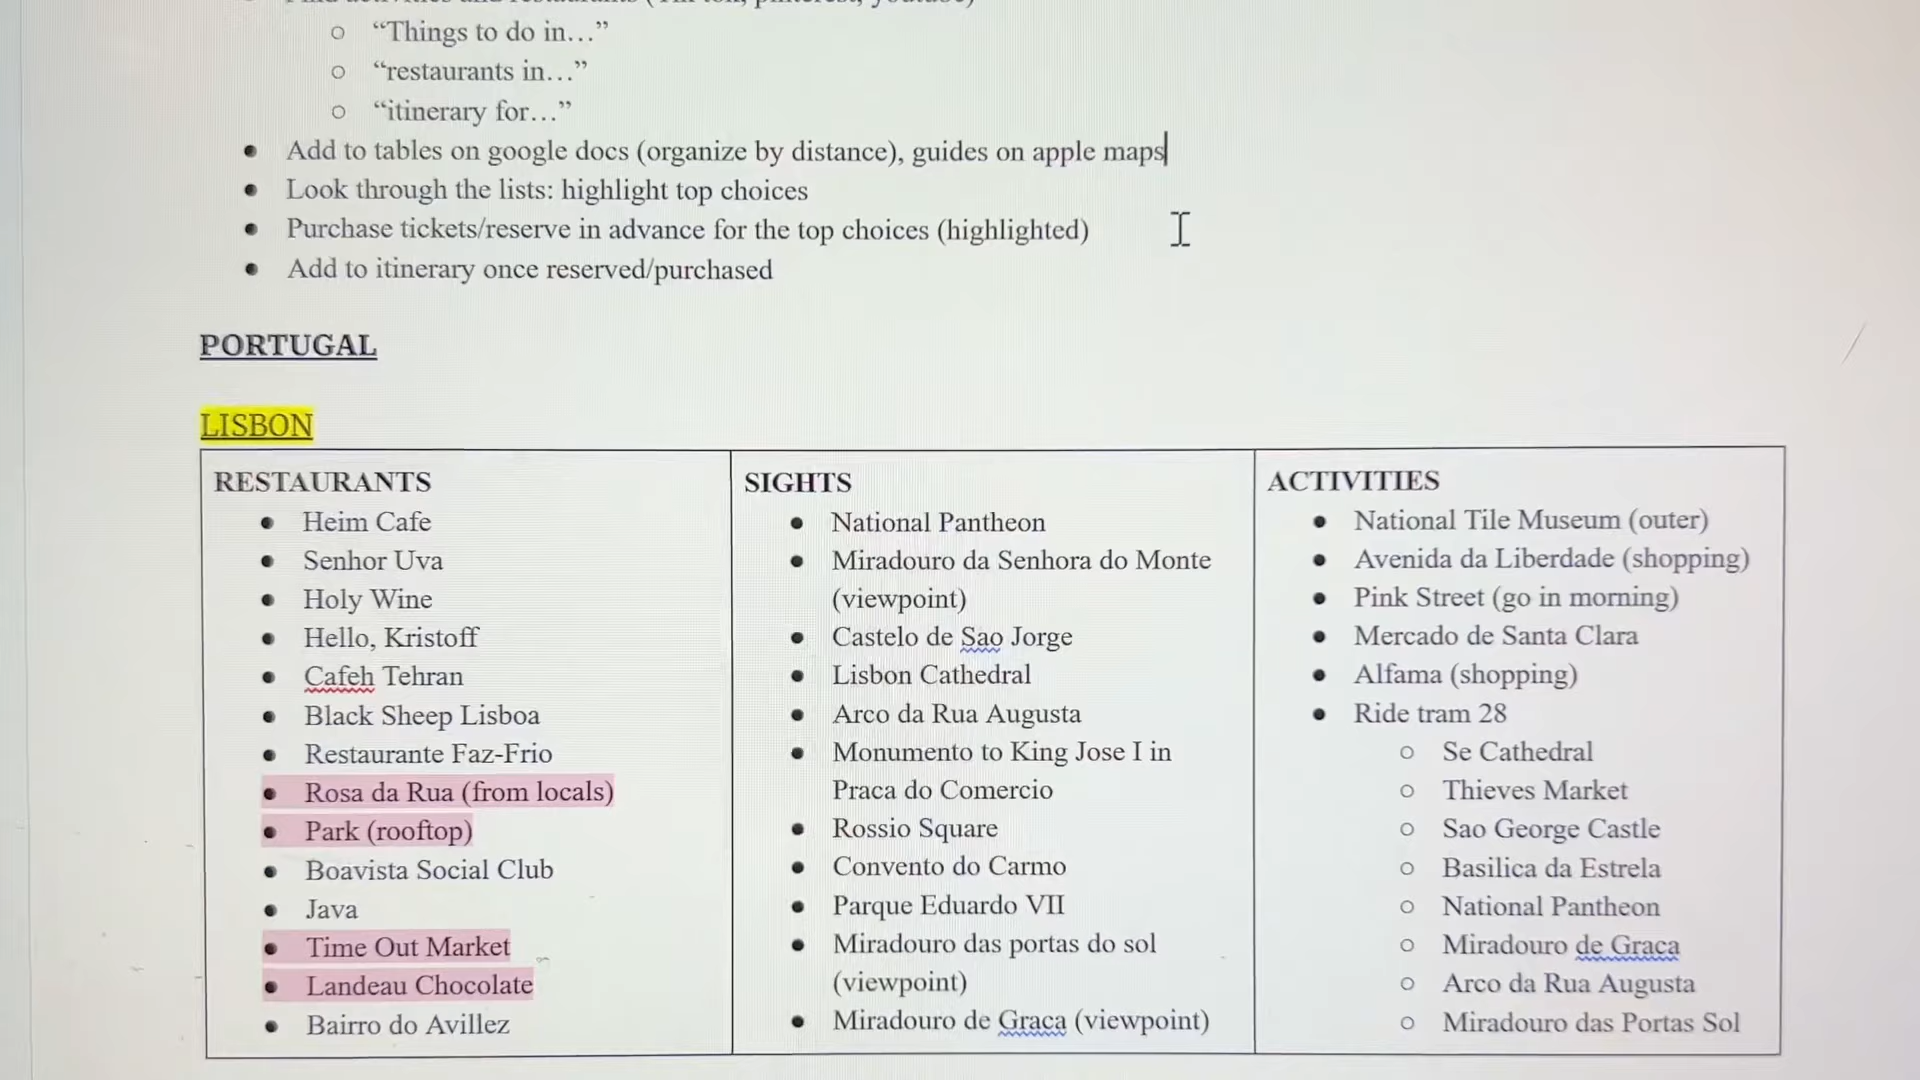 Find activities and restaurants (Tik tok, pinterest, youtube)
“Things to do in…”
“restaurants in…”
“itinerary for…”
Add to tables on google docs (organize by distance), guides on apple maps
Look through the lists: highlight top choices
Purchase tickets/reserve in advance for the top choices (highlighted)
Add to itinerary once reserved/purchased
PORTUGAL
LISBON
RESTAURANTS
Heim Cafe
Senhor Uva
Holy Wine
Hello, Kristoff
Cafeh Tehran
Black Sheep Lisboa
Restaurante Faz-Frio
Rosa da Rua (from locals)
Park (rooftop)
Boavista Social Club
Java
Time Out Market
Landeau Chocolate
Bairro do Avillez
SIGHTS
National Pantheon
Miradouro da Senhora do Monte
(viewpoint)
Castelo de Sao Jorge
Lisbon Cathedral
Arco da Rua Augusta
Monumento to King Jose I in
Praca do Comercio
Rossio Square
Convento do Carmo
Parque Eduardo VII
Miradouro das portas do sol
(viewpoint)
Miradouro de Graca (viewpoint)
ACTIVITIES
National Tile Museum (outer)
Avenida da Liberdade (shopping)
Pink Street (go in morning)
Mercado de Santa Clara
Alfama (shopping)
Ride tram 28
Se Cathedral
Thieves Market
Sao George Castle
Basilica da Estrela
National Pantheon
Miradouro de Graca
Arco da Rua Augusta
Miradouro das Portas Sol